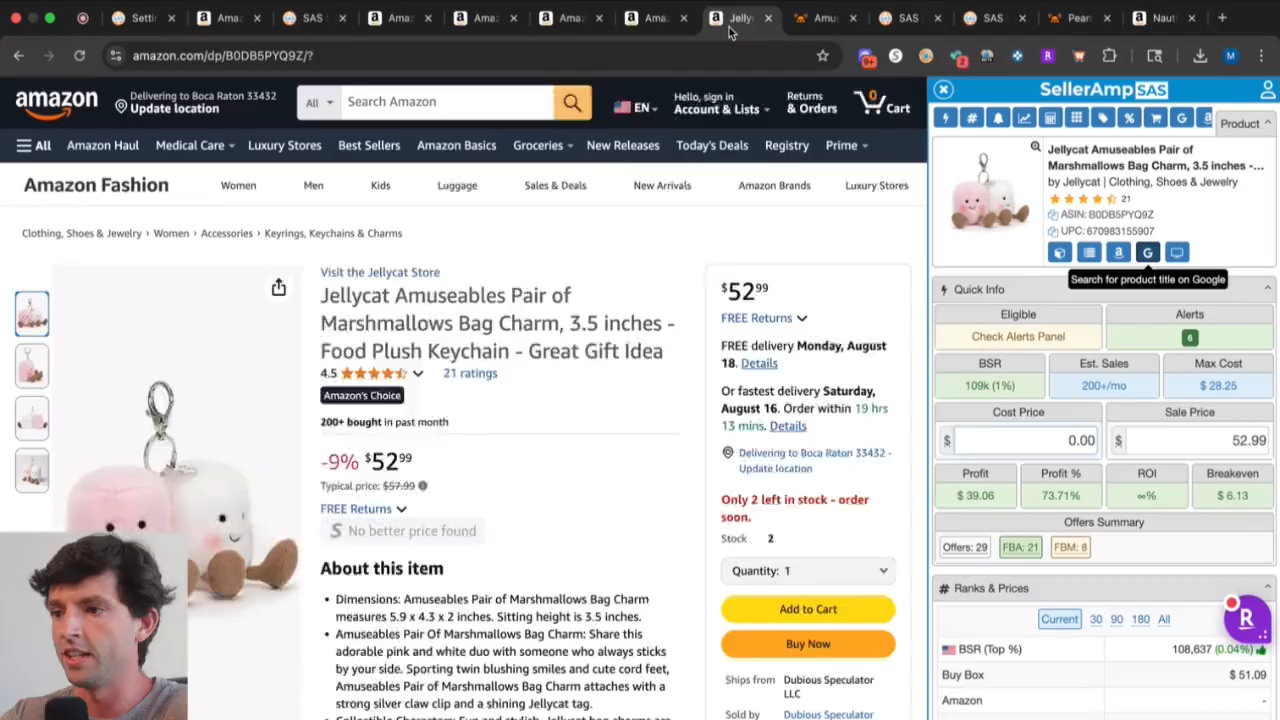 Setti
Amaz
SAS
Amaz
Amaz
Amaz
Amaz
Jelly
Amu
SAS
SAS
Pean
Naut
amazon.com/dp/B0DB5PYQ9Z/?
9+
2
R
M
amazon
Delivering to Boca Raton 33432
Update location
All
Search Amazon
EN
Hello, sign in
Account & Lists
Returns
& Orders
0
Cart
All
Amazon Haul
Medical Care
Luxury Stores
Best Sellers
Amazon Basics
Groceries
New Releases
Today's Deals
Registry
Prime
Amazon Fashion
Women
Men
Kids
Luggage
Sales & Deals
New Arrivals
Amazon Brands
Luxury Stores
Clothing, Shoes & Jewelry › Women › Accessories › Keyrings, Keychains & Charms
Visit the Jellycat Store
Jellycat Amuseables Pair of
Marshmallows Bag Charm, 3.5 inches -
Food Plush Keychain - Great Gift Idea
4.5
21 ratings
Amazon's Choice
200+ bought in past month
-9% $52 99
Typical price: $57.99
FREE Returns
S No better price found
About this item
• Dimensions: Amuseables Pair of Marshmallows Bag Charm
measures 5.9 x 4.3 x 2 inches. Sitting height is 3.5 inches.
• Amuseables Pair Of Marshmallows Bag Charm: Share this
adorable pink and white duo with someone who always sticks
by your side. Sporting twin blushing smiles and cute cord feet,
Amuseables Pair of Marshmallows Bag Charm attaches with a
strong silver claw clip and a shining Jellycat tag.
$52 99
FREE Returns
FREE delivery Monday, August
18. Details
Or fastest delivery Saturday,
August 16. Order within 19 hrs
13 mins. Details
Delivering to Boca Raton 33432 -
Update location
Only 2 left in stock - order
soon.
Stock 2
Quantity: 1
Add to Cart
Buy Now
Ships from Dubious Speculator
LLC
Sold by Dubious Speculator
SellerAmp SAS
Product
Jellycat Amuseables Pair of
Marshmallows Bag Charm, 3.5 inches -...
by Jellycat | Clothing, Shoes & Jewelry
21
ASIN: B0DB5PYQ9Z
UPC: 670983155907
Search for product title on Google
Quick Info
Eligible
Alerts
Check Alerts Panel
6
BSR
Est. Sales
Max Cost
109k (1%)
200+/mo
$ 28.25
Cost Price
Sale Price
$ 0.00
$ 52.99
Profit
Profit %
ROI
Breakeven
$ 39.06
73.71%
∞%
$ 6.13
Offers Summary
Offers: 29
FBA: 21
FBM: 8
# Ranks & Prices
Current 30 90 180 All
BSR (Top %)
108,637 (0.04%)
Buy Box
$ 51.09
Amazon
-
R